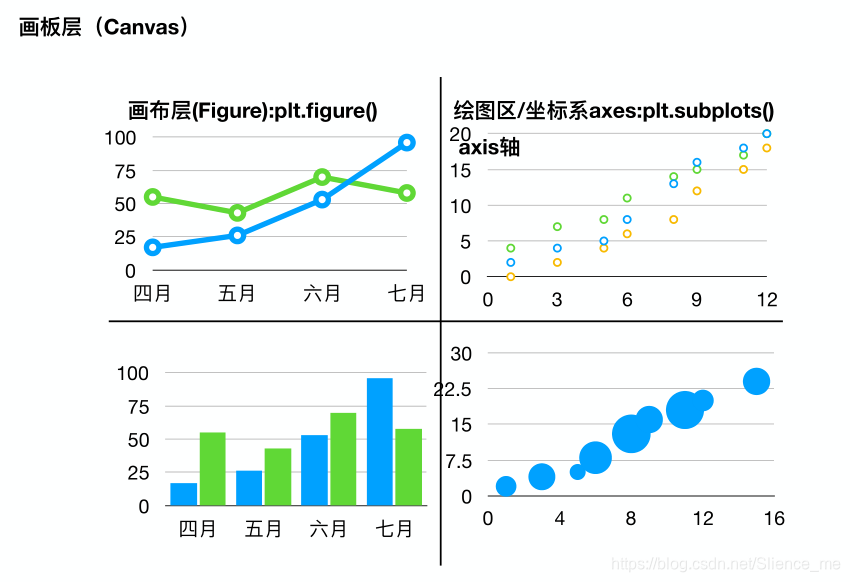 画板层（Canvas）
画布层(Figure):plt.figure()
100
75
50
25
0
四月 五月 六月 七月
绘图区/坐标系axes:plt.subplots()
axis轴
20
15
10
5
0
0 3 6 9 12
100
75
50
25
0
四月 五月 六月 七月
30
22.5
15
7.5
0
0 4 8 12 16
https://blog.csdn.net/Slience_me